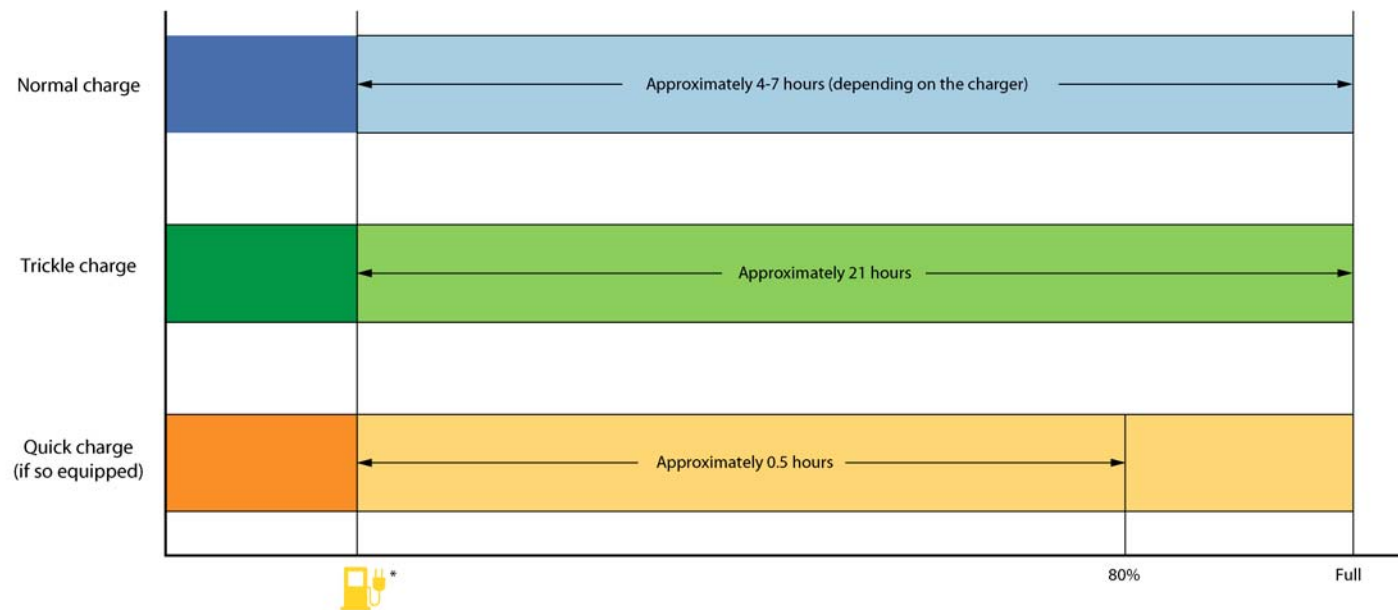 Normal charge
Approximately 4-7 hours (depending on the charger)
Trickle charge
Approximately 21 hours
Quick charge
(if so equipped)
Approximately 0.5 hours
*
80%
Full